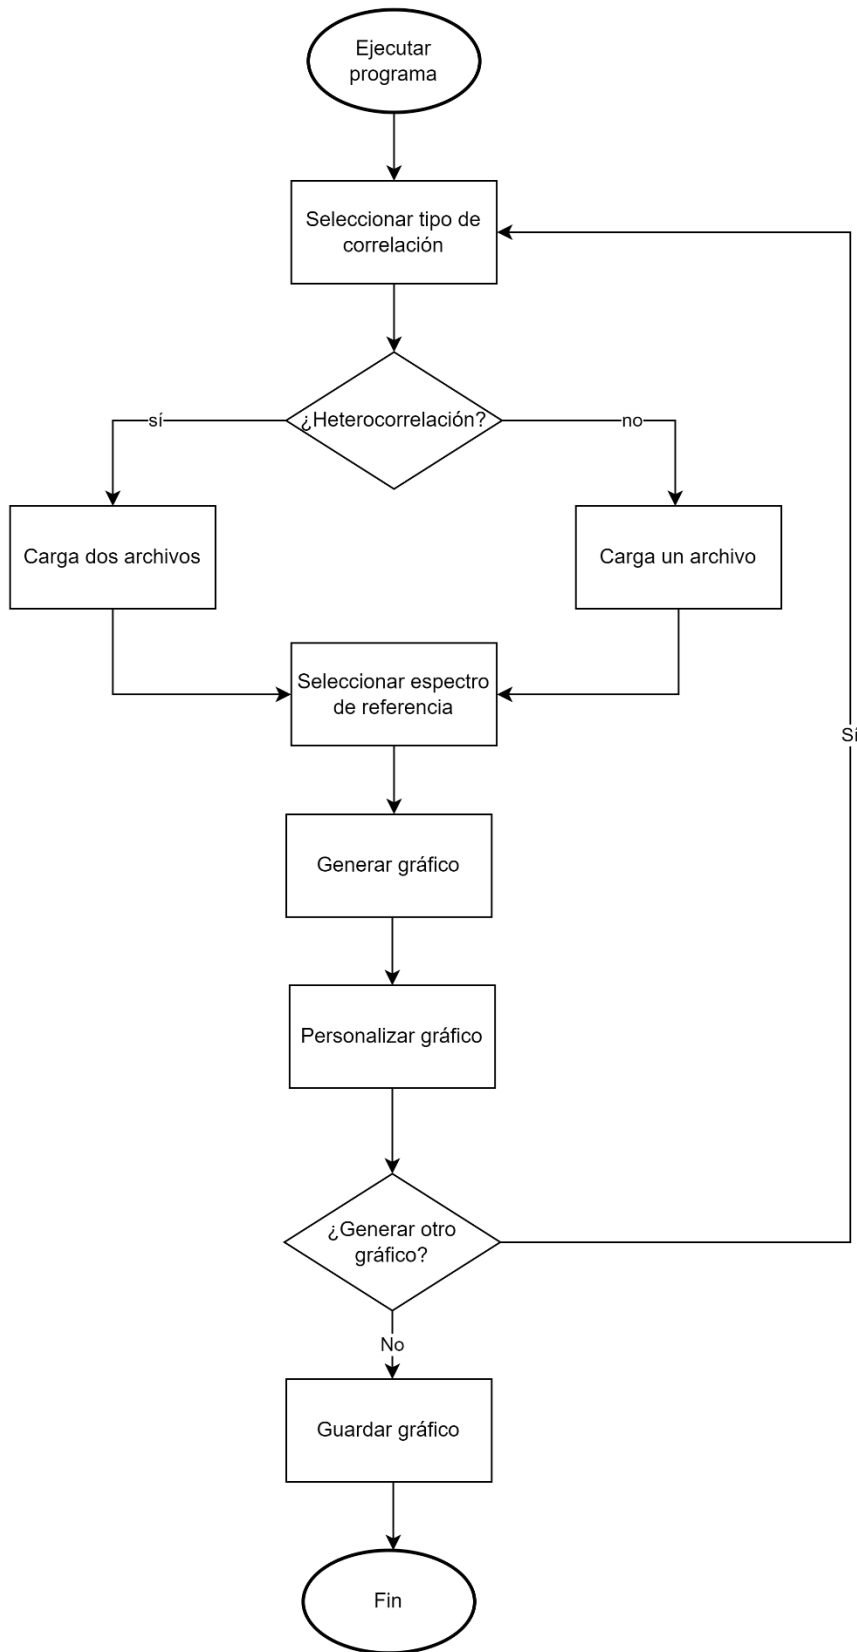 Ejecutar
programa
Seleccionar tipo de
correlación
¿Heterocorrelación?
sí
no
Carga dos archivos
Carga un archivo
Seleccionar espectro
de referencia
Sí
Generar gráfico
Personalizar gráfico
¿Generar otro
gráfico?
No
Guardar gráfico
Fin